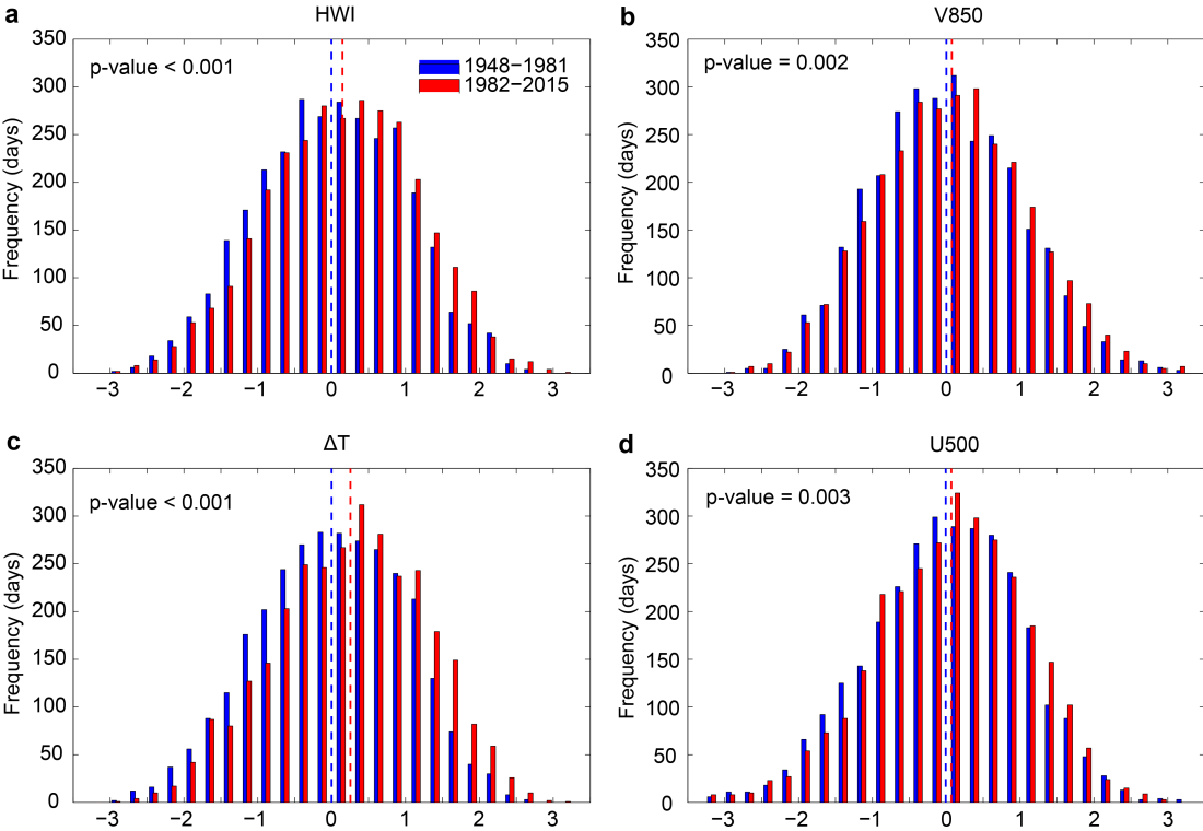 a HWI
p-value < 0.001
1948−1981
1982−2015
Frequency (days)
350
300
250
200
150
100
50
0
−3 −2 −1 0 1 2 3
b V850
p-value = 0.002
Frequency (days)
350
300
250
200
150
100
50
0
−3 −2 −1 0 1 2 3
c ΔT
p-value < 0.001
Frequency (days)
350
300
250
200
150
100
50
0
−3 −2 −1 0 1 2 3
d U500
p-value = 0.003
Frequency (days)
350
300
250
200
150
100
50
0
−3 −2 −1 0 1 2 3